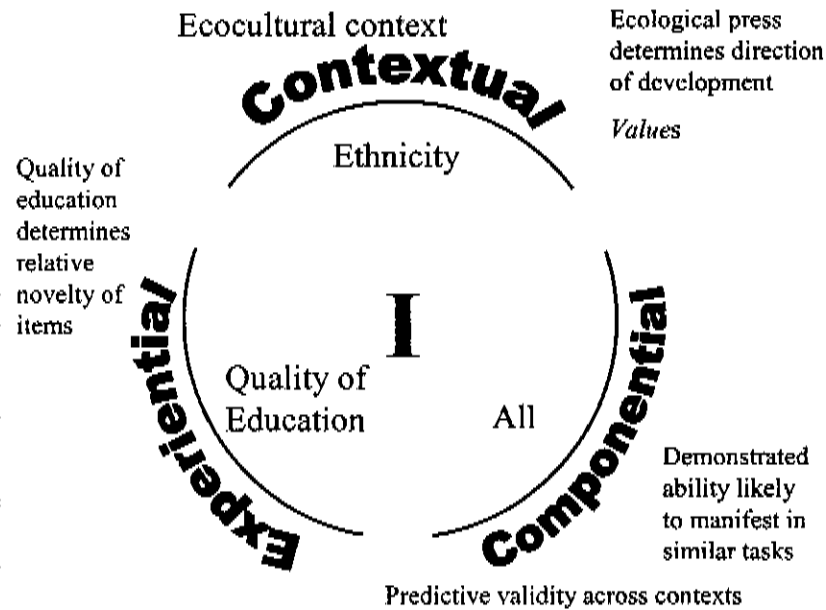 Ecocultural context
Contextual
Ecological press
determines direction
of development
Values
Ethnicity
Quality of
education
determines
relative
novelty of
items
Experiential
I
Quality of
Education
All
Componential
Demonstrated
ability likely
to manifest in
similar tasks
Predictive validity across contexts